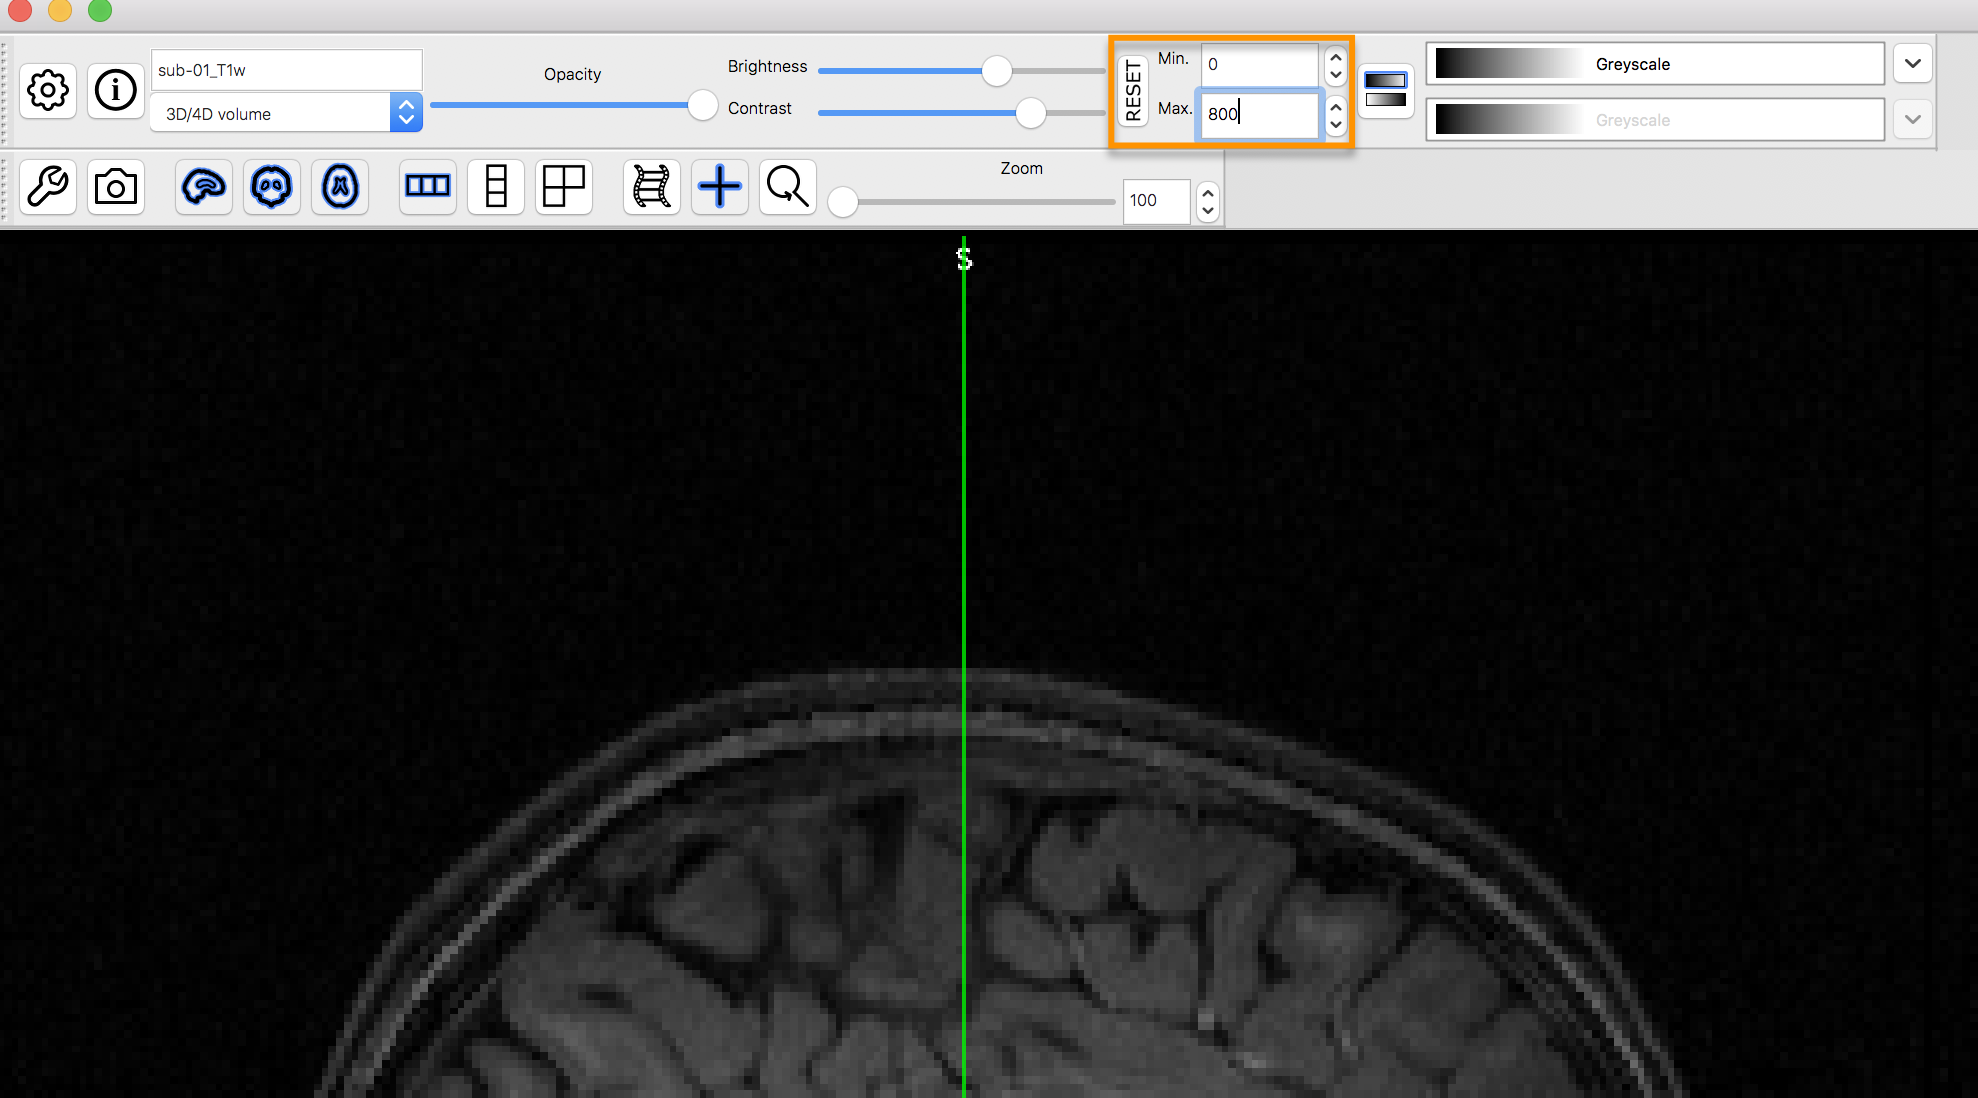 sub-01_T1w
3D/4D volume
Opacity
Brightness
Contrast
RESET
Min.
0
Max.
800
Greyscale
Greyscale
Zoom
100
S